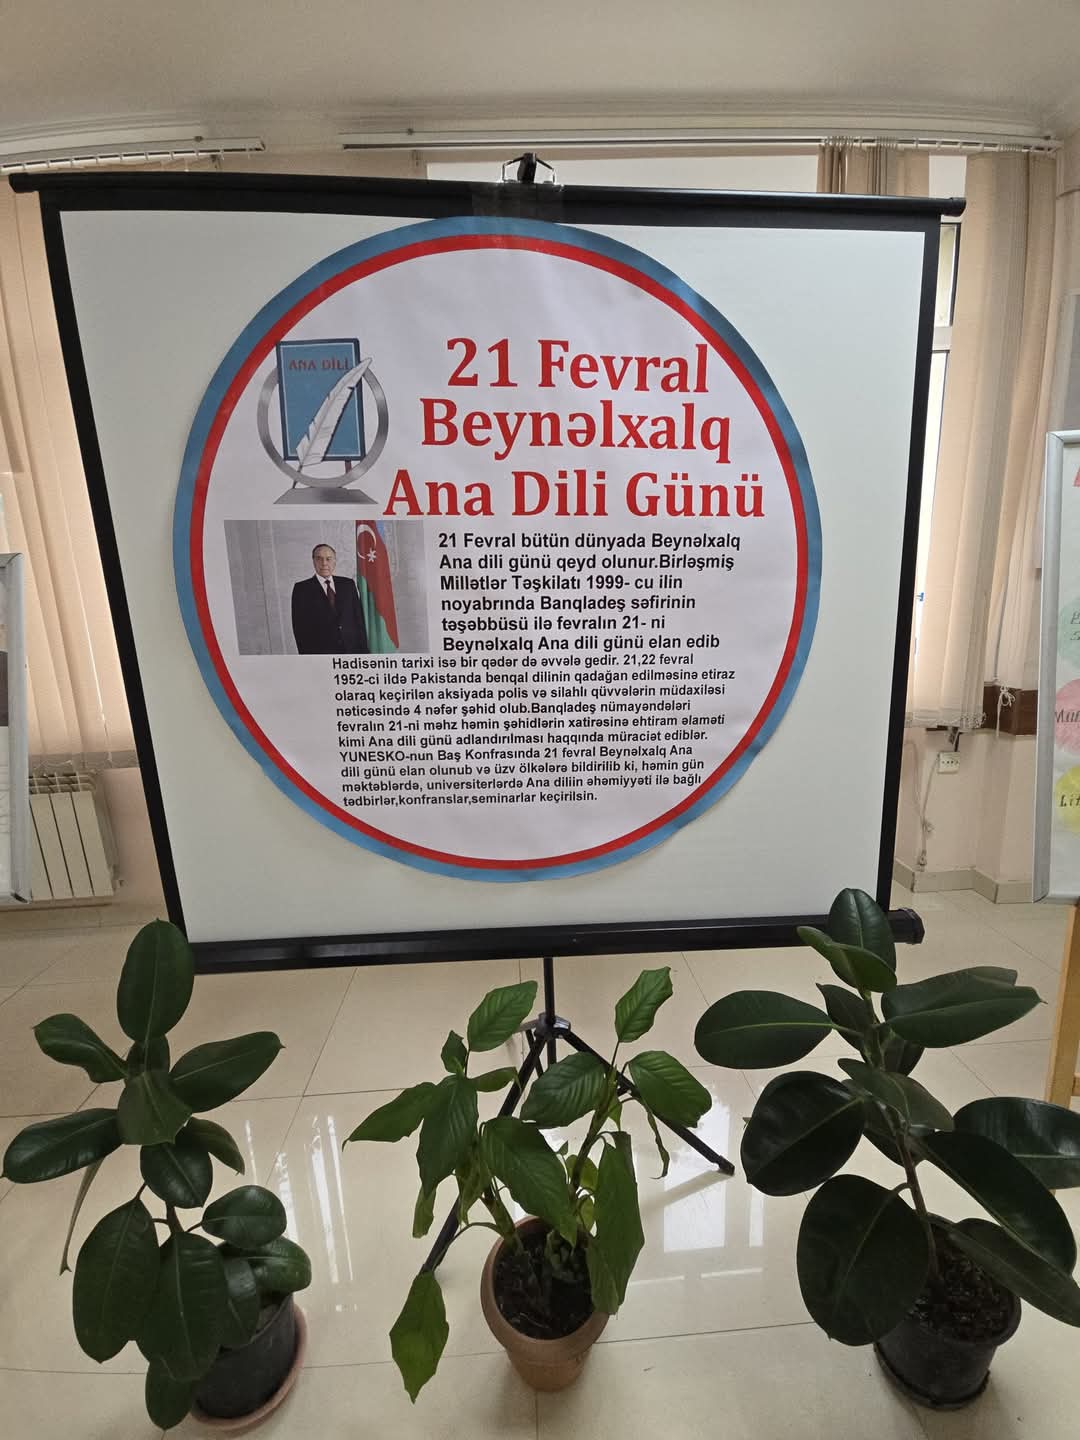 ANA DİLİ
21 Fevral
Beynəlxalq
Ana Dili Günü
21 Fevral bütün dünyada Beynəlxalq
Ana dili günü qeyd olunur.Birləşmiş
Millətlər Təşkilatı 1999- cu ilin
noyabrında Banqladeş səfirinin
təşəbbüsü ilə fevralın 21- ni
Beynəlxalq Ana dili günü elan edib
Hadisənin tarixi isə bir qədər də əvvələ gedir. 21,22 fevral
1952-ci ildə Pakistanda benqal dilinin qadağan edilməsinə etiraz
olaraq keçirilən aksiyada polis və silahlı qüvvələrin müdaxiləsi
nəticəsində 4 nəfər şəhid olub.Banqladeş nümayəndələri
fevralın 21-ni məhz həmin şəhidlərin xatirəsinə ehtiram əlaməti
kimi Ana dili günü adlandırılması haqqında müraciət ediblər.
YUNESKO-nun Baş Konfrasında 21 fevral Beynəlxalq Ana
dili günü elan olunub və üzv ölkələrə bildirilib ki, həmin gün
məktəblərdə, universiterlərdə Ana diliin əhəmiyyəti ilə bağlı
tədbirlər,konfranslar,seminarlar keçirilsin.